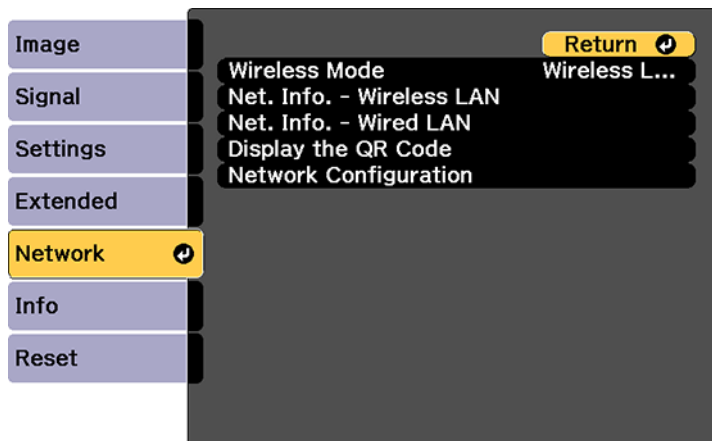 Image
Signal
Settings
Extended
Network
Info
Reset
Return
Wireless Mode Wireless L...
Net. Info. - Wireless LAN
Net. Info. - Wired LAN
Display the QR Code
Network Configuration